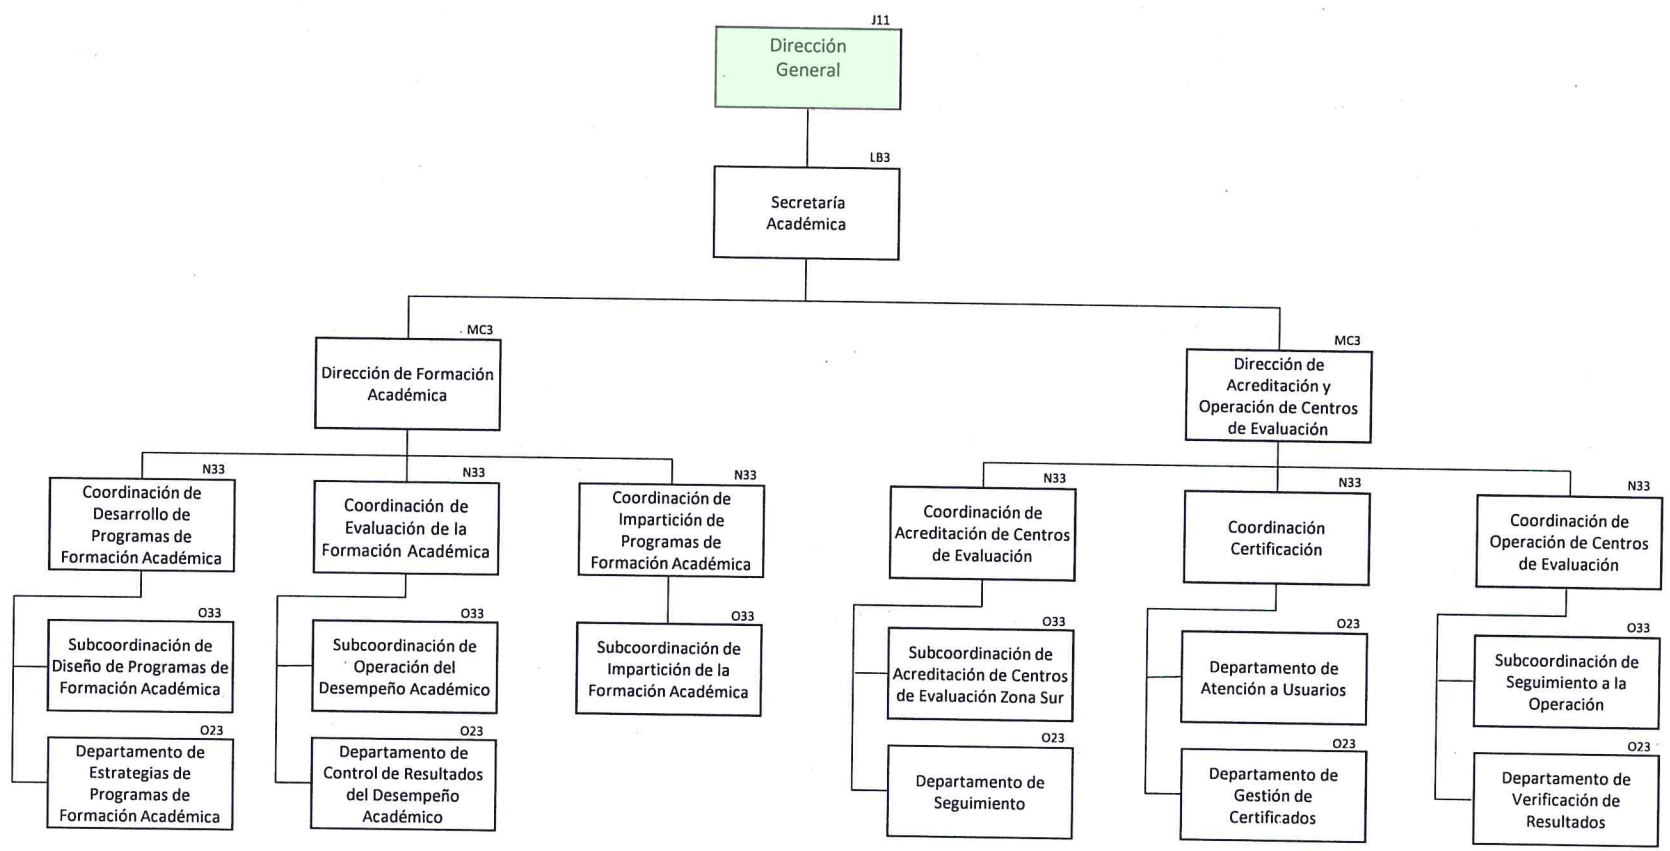 J11
Dirección
General
LB3
Secretaría
Académica
MC3
Dirección de Formación
Académica
MC3
Dirección de
Acreditación y
Operación de Centros
de Evaluación
N33
Coordinación de
Desarrollo de
Programas de
Formación Académica
N33
Coordinación de
Evaluación de la
Formación Académica
N33
Coordinación de
Impartición de
Programas de
Formación Académica
N33
Coordinación de
Acreditación de Centros
de Evaluación
N33
Coordinación
Certificación
N33
Coordinación de
Operación de Centros
de Evaluación
O33
Subcoordinación de
Diseño de Programas de
Formación Académica
O33
Subcoordinación de
Operación del
Desempeño Académico
O33
Subcoordinación de
Impartición de la
Formación Académica
O33
Subcoordinación de
Acreditación de Centros
de Evaluación Zona Sur
O23
Departamento de
Atención a Usuarios
O33
Subcoordinación de
Seguimiento a la
Operación
O23
Departamento de
Estrategias de
Programas de
Formación Académica
O23
Departamento de
Control de Resultados
del Desempeño
Académico
O23
Departamento de
Seguimiento
O23
Departamento de
Gestión de
Certificados
O23
Departamento de
Verificación de
Resultados